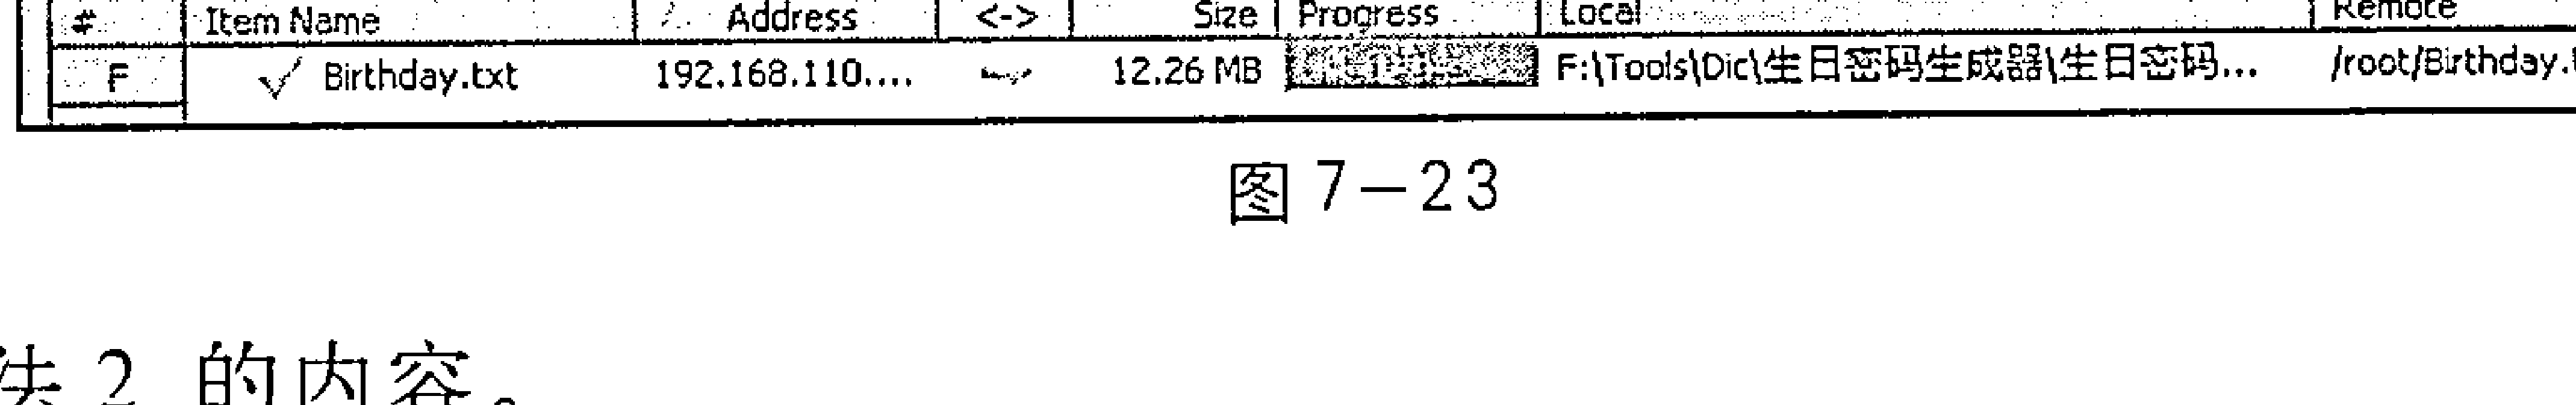 # Item Name Address <-> Size Progress Local Remote
F Birthday.txt 192.168.110.... 12.26 MB F:\Tools\Dic\生日密码生成器\生日密码... /root/Birthday.
图 7-23
法 2 的内容。